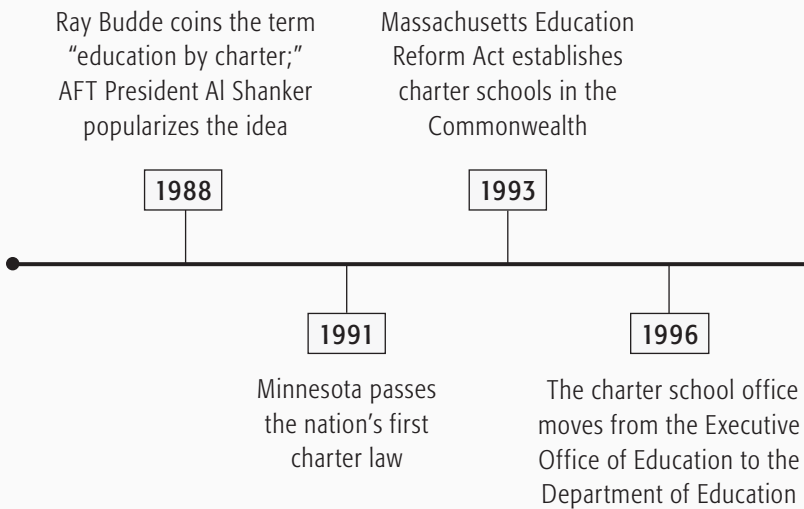 Ray Budde coins the term
“education by charter;”
AFT President Al Shanker
popularizes the idea
1988
Massachusetts Education
Reform Act establishes
charter schools in the
Commonwealth
1993
1991
Minnesota passes
the nation’s first
charter law
1996
The charter school office
moves from the Executive
Office of Education to the
Department of Education